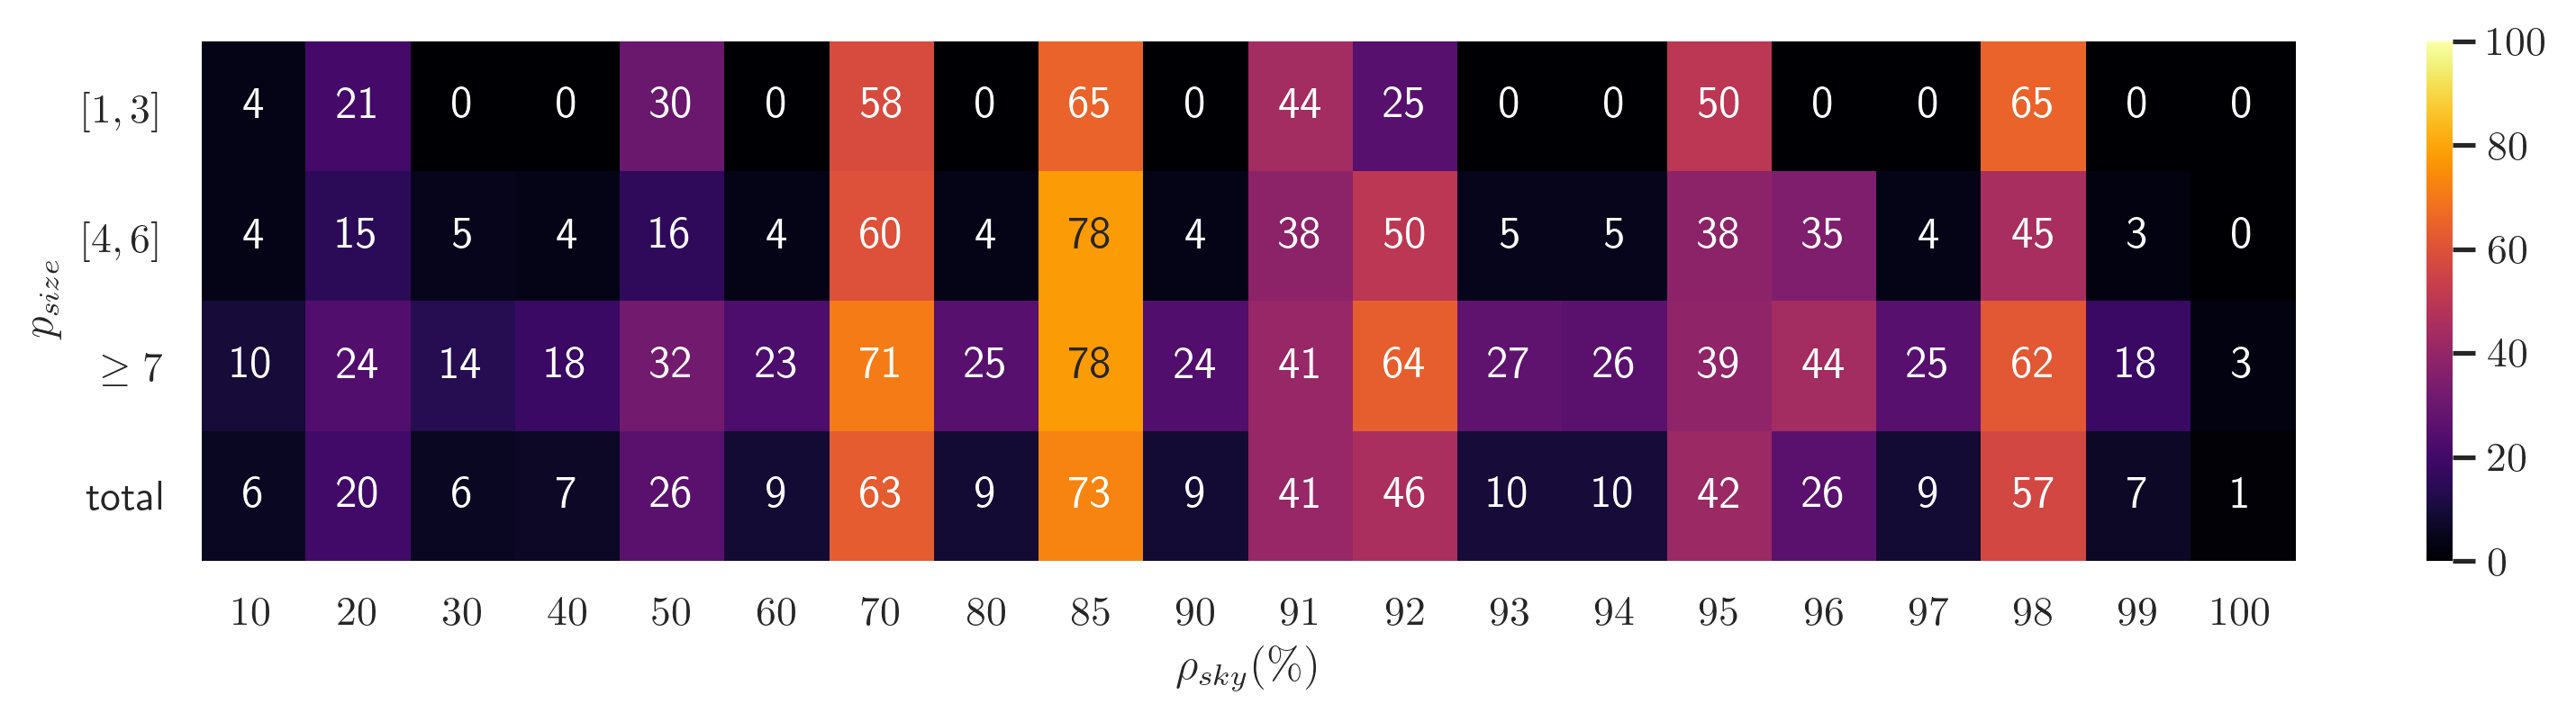 [1, 3] 4 21 0 0 30 0 58 0 65 0 44 25 0 0 50 0 0 65 0 0
[4, 6] 4 15 5 4 16 4 60 4 78 4 38 50 5 5 38 35 4 45 3 0
≥ 7 10 24 14 18 32 23 71 25 78 24 41 64 27 26 39 44 25 62 18 3
total 6 20 6 7 26 9 63 9 73 9 41 46 10 10 42 26 9 57 7 1
p_size
10 20 30 40 50 60 70 80 85 90 91 92 93 94 95 96 97 98 99 100
ρ_sky(%)
100
80
60
40
20
0